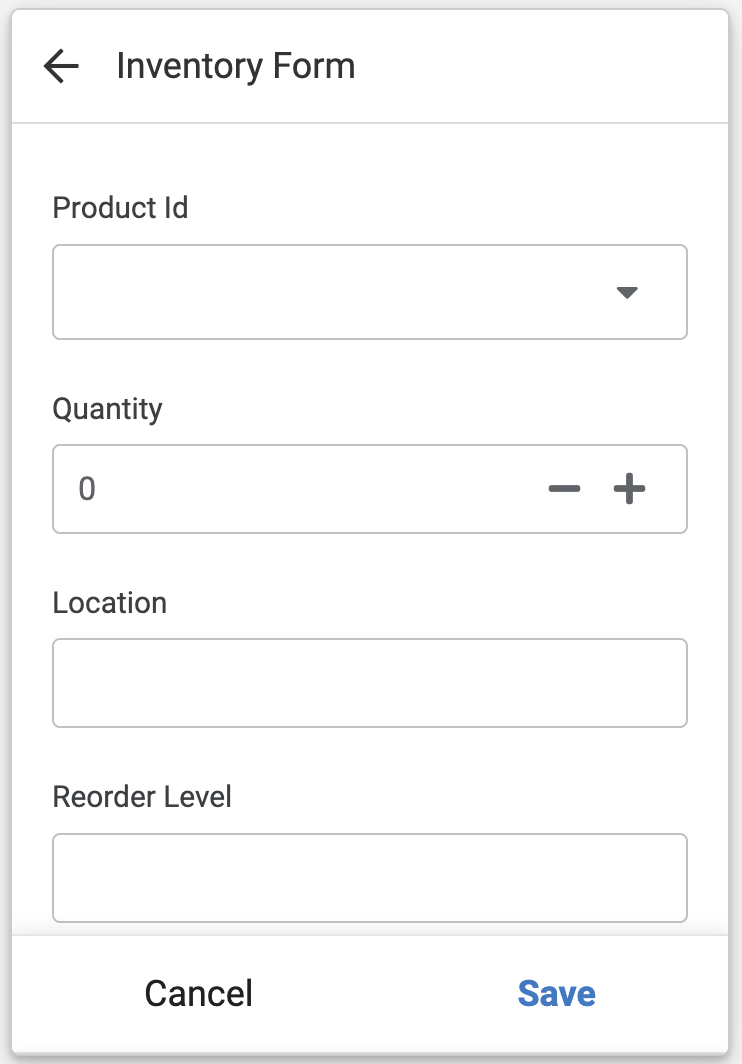 Inventory Form
Product Id
Quantity
0
Location
Reorder Level
Cancel Save